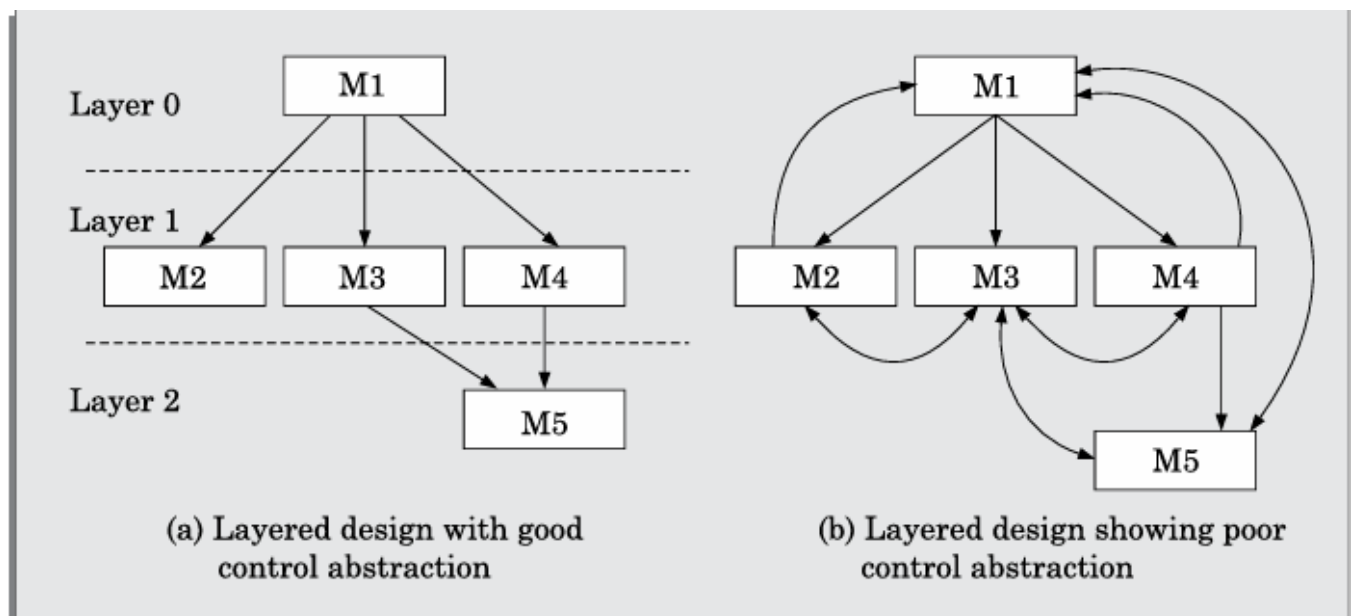 M1
Layer 0
Layer 1
M2 M3 M4
Layer 2
M5
(a) Layered design with good
control abstraction
M1
M2 M3 M4
M5
(b) Layered design showing poor
control abstraction